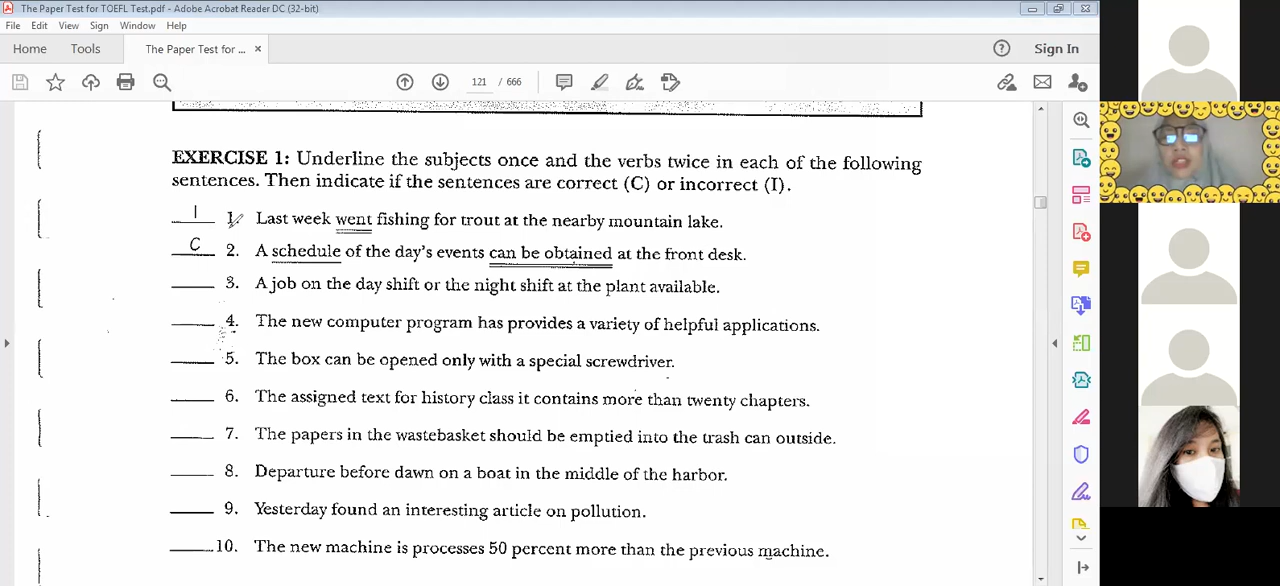 The Paper Test for TOEFL Test.pdf - Adobe Acrobat Reader DC (32-bit)
File Edit View Sign Window Help
Home Tools The Paper Test for ... × Sign In
121 / 666
EXERCISE 1: Underline the subjects once and the verbs twice in each of the following
sentences. Then indicate if the sentences are correct (C) or incorrect (I).
I 1. Last week went fishing for trout at the nearby mountain lake.
C 2. A schedule of the day's events can be obtained at the front desk.
3. A job on the day shift or the night shift at the plant available.
4. The new computer program has provides a variety of helpful applications.
5. The box can be opened only with a special screwdriver.
6. The assigned text for history class it contains more than twenty chapters.
7. The papers in the wastebasket should be emptied into the trash can outside.
8. Departure before dawn on a boat in the middle of the harbor.
9. Yesterday found an interesting article on pollution.
10. The new machine is processes 50 percent more than the previous machine.